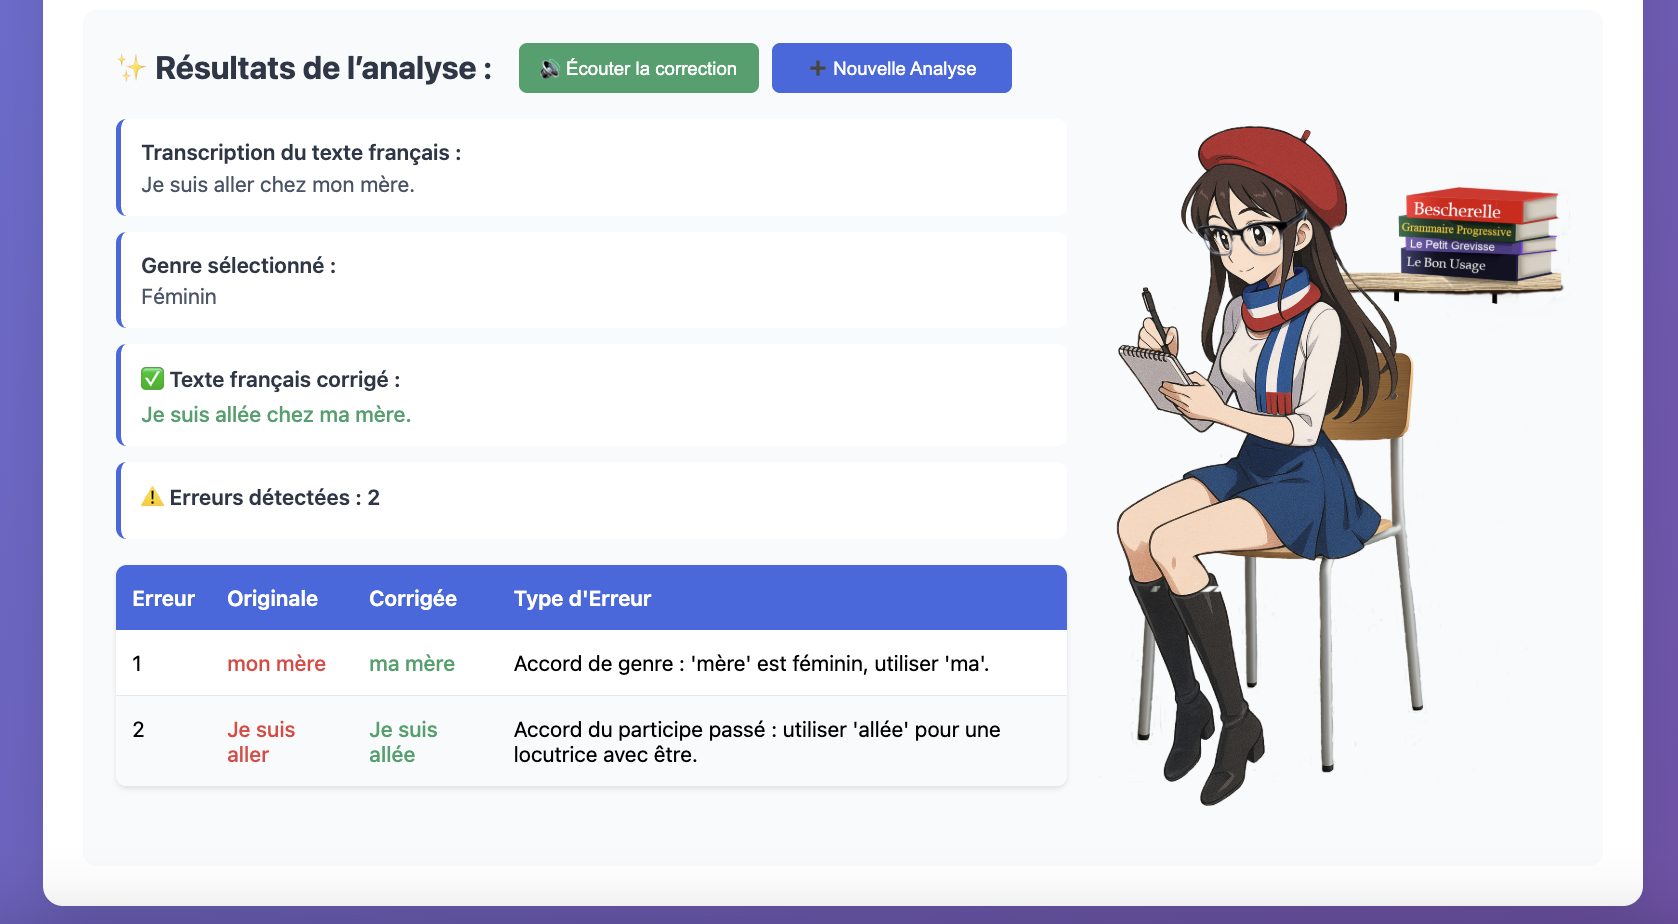 ✨ Résultats de l’analyse :
🔊 Écouter la correction
➕ Nouvelle Analyse
Transcription du texte français :
Je suis aller chez mon mère.
Genre sélectionné :
Féminin
✅ Texte français corrigé :
Je suis allée chez ma mère.
⚠️ Erreurs détectées : 2
Erreur Originale Corrigée Type d'Erreur
1 mon mère ma mère Accord de genre : 'mère' est féminin, utiliser 'ma'.
2 Je suis aller Je suis allée Accord du participe passé : utiliser 'allée' pour une locutrice avec être.
Bescherelle
Grammaire Progressive
Le Petit Grevisse
Le Bon Usage